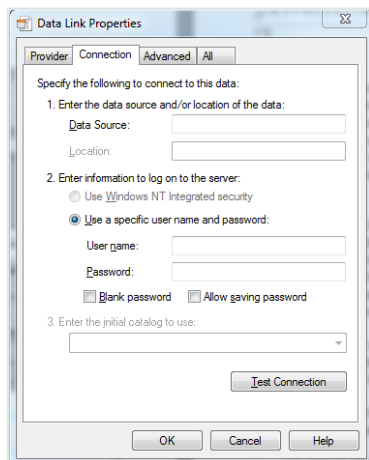 Data Link Properties
Provider Connection Advanced All
Specify the following to connect to this data:
1. Enter the data source and/or location of the data:
Data Source:
Location:
2. Enter information to log on to the server:
Use Windows NT Integrated security
Use a specific user name and password:
User name:
Password:
Blank password Allow saving password
3. Enter the initial catalog to use:
Test Connection
OK Cancel Help